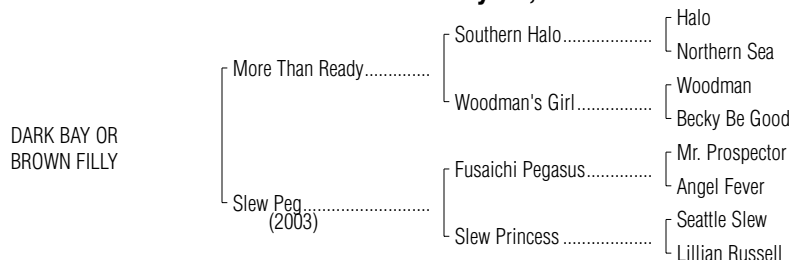 Halo
Southern Halo..................
Northern Sea
More Than Ready..............
Woodman
Woodman's Girl................
Becky Be Good
DARK BAY OR
BROWN FILLY
Mr. Prospector
Fusaichi Pegasus..............
Angel Fever
Slew Peg...........................
(2003)
Seattle Slew
Slew Princess...................
Lillian Russell